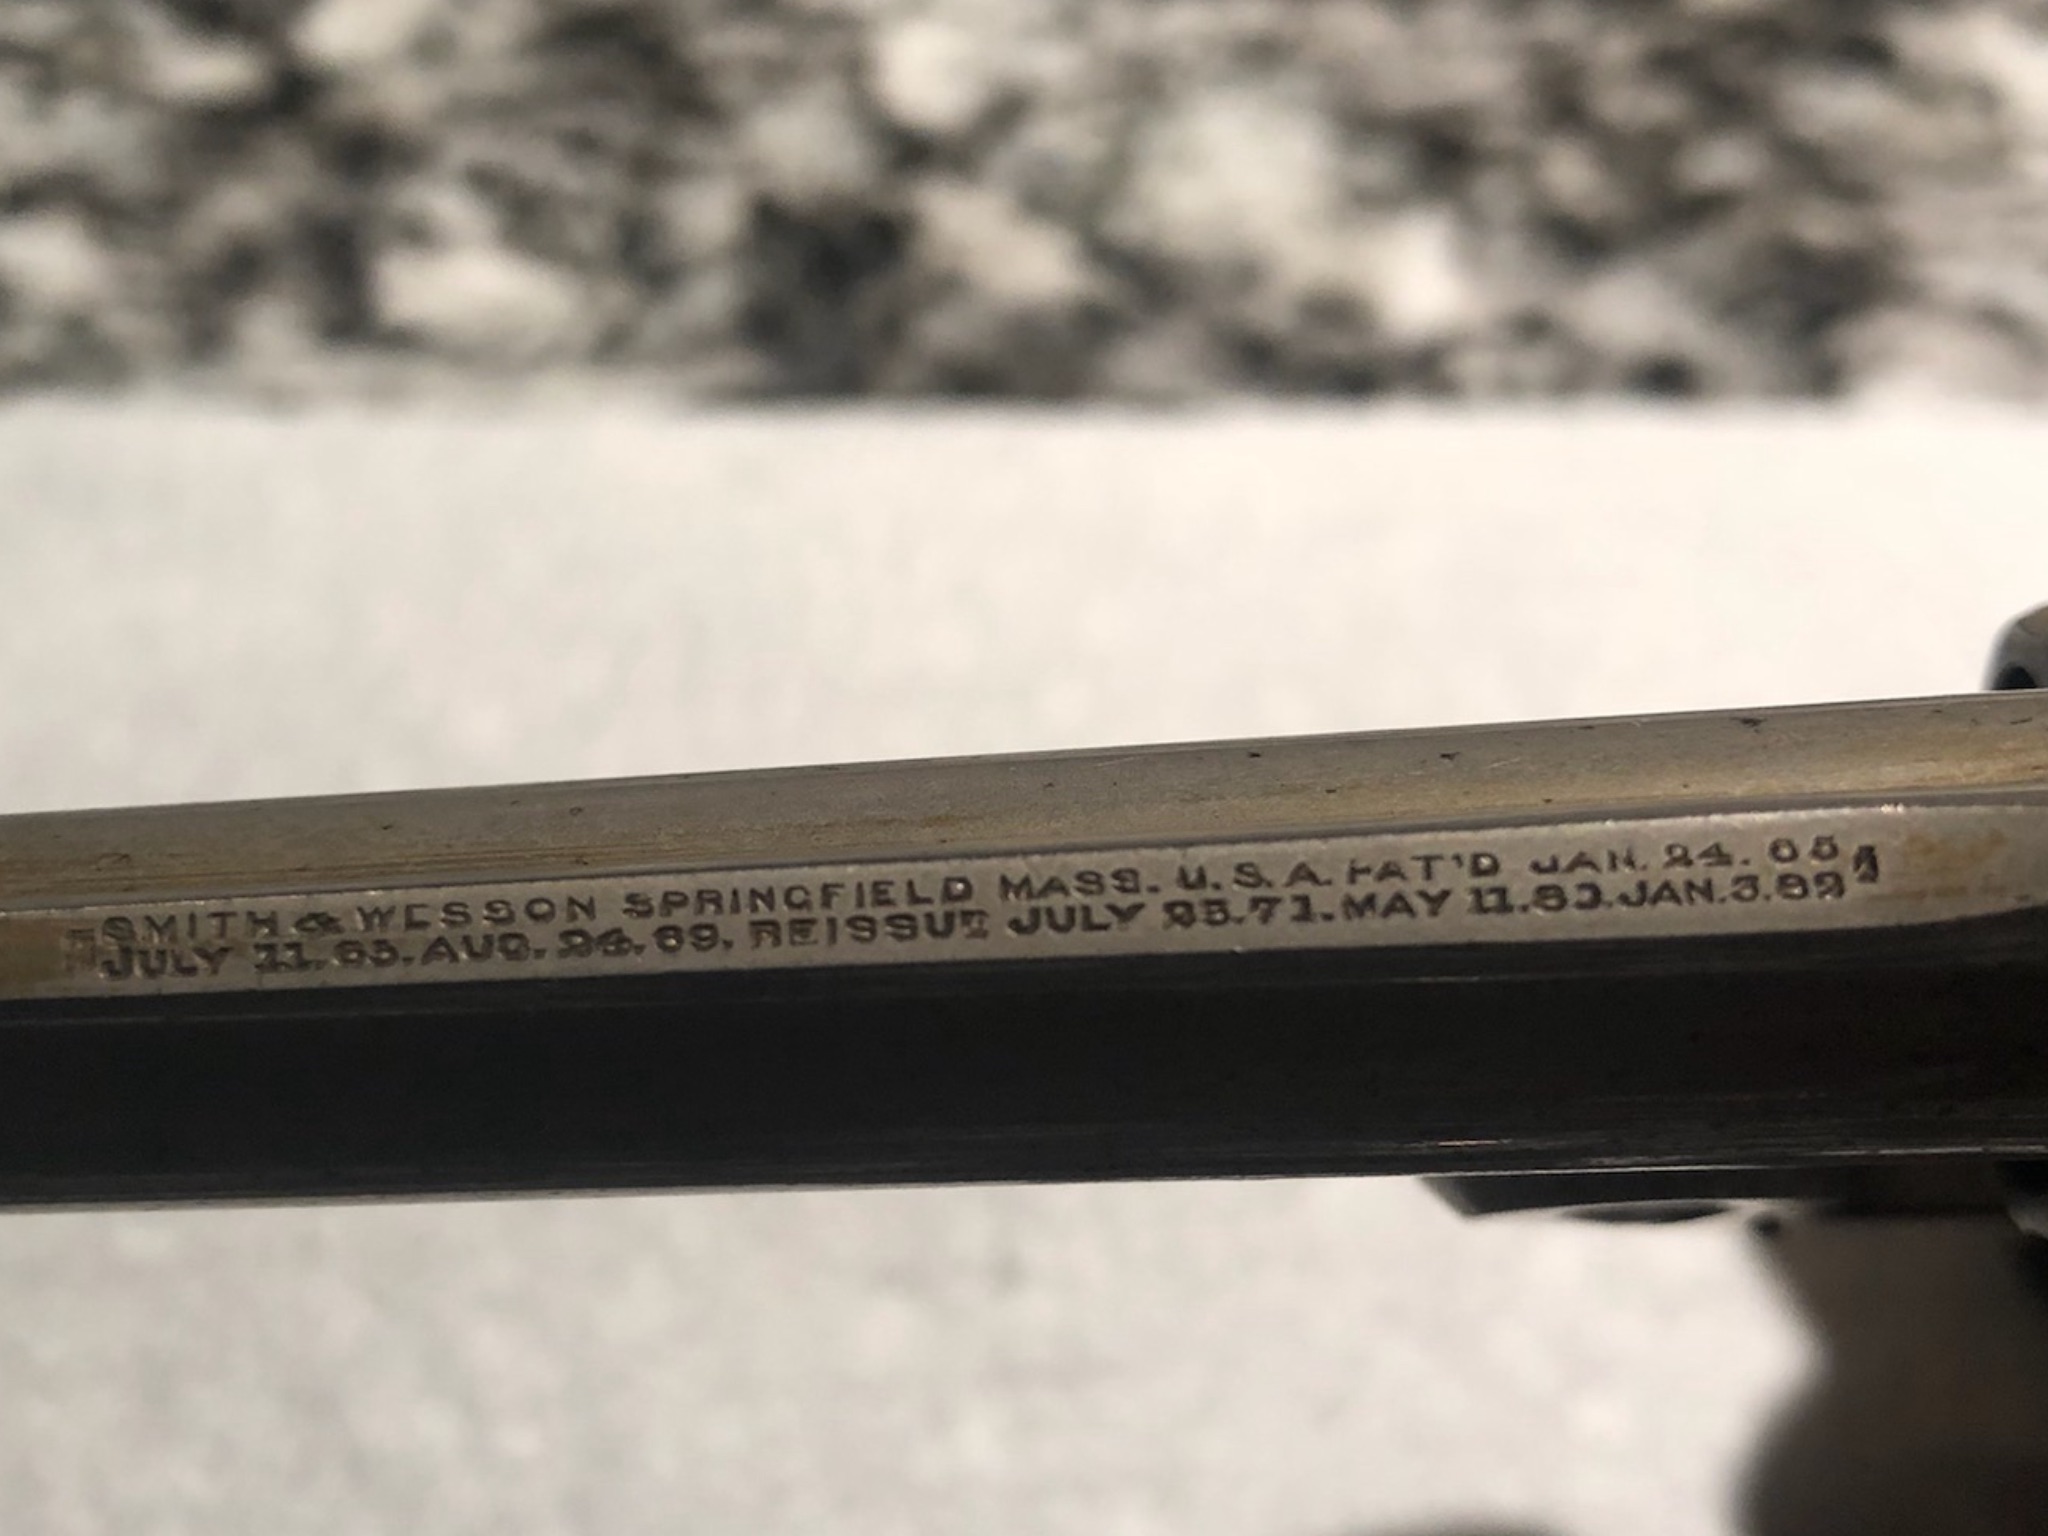 SMITH & WESSON SPRINGFIELD MASS. U.S.A. PAT'D JAN. 24. 65
JULY 11. 65. AUG. 24. 69. REISSUE JULY 25. 71. MAY 11. 80. JAN. 3. 82